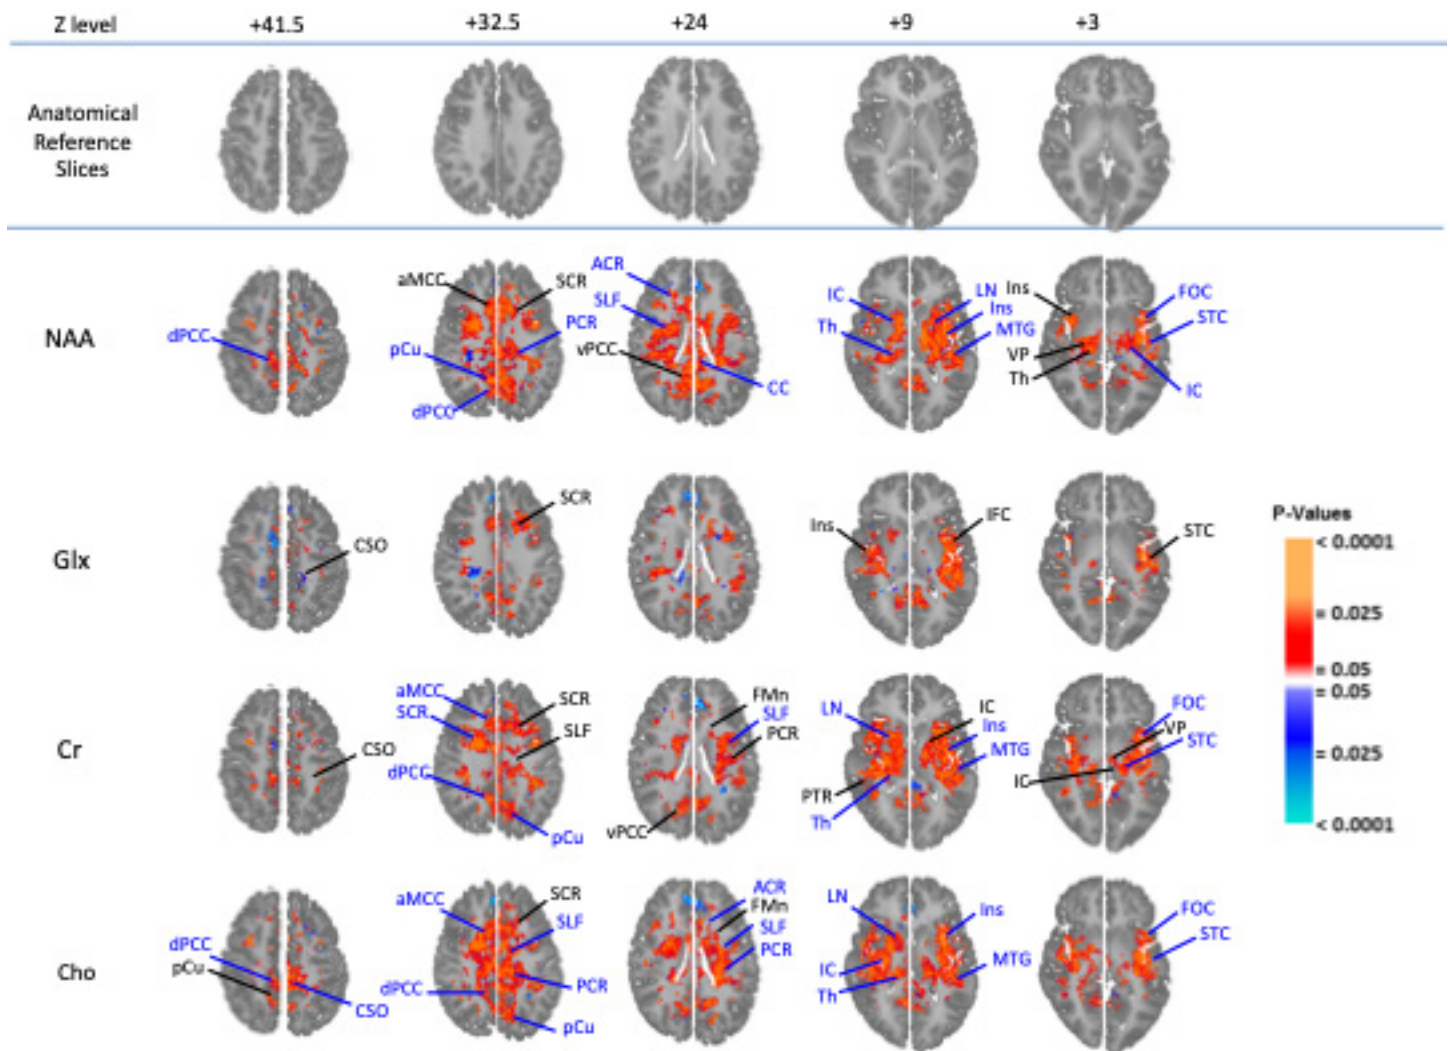 Z level +41.5 +32.5 +24 +9 +3
Anatomical
Reference
Slices
NAA
dPCC
aMCC SCR
PCR
pCu
dPCC
ACR
SLF
vPCC
CC
IC LN
Ins
Th MTG
Ins FOC
STC
VP
Th
IC
Glx
CSO
SCR
Ins IFC
STC
P-Values
< 0.0001
= 0.025
= 0.05
= 0.05
= 0.025
< 0.0001
Cr
CSO
aMCC SCR
SCR
SLF
dPCC
pCu
FMn
SLF
PCR
vPCC
LN IC
Ins
MTG
PTR
Th
FOC
VP
STC
IC
Cho
dPCC
pCu
CSO
aMCC SCR
SLF
dPCC PCR
pCu
ACR
FMn
SLF
PCR
LN Ins
IC MTG
Th
FOC
STC